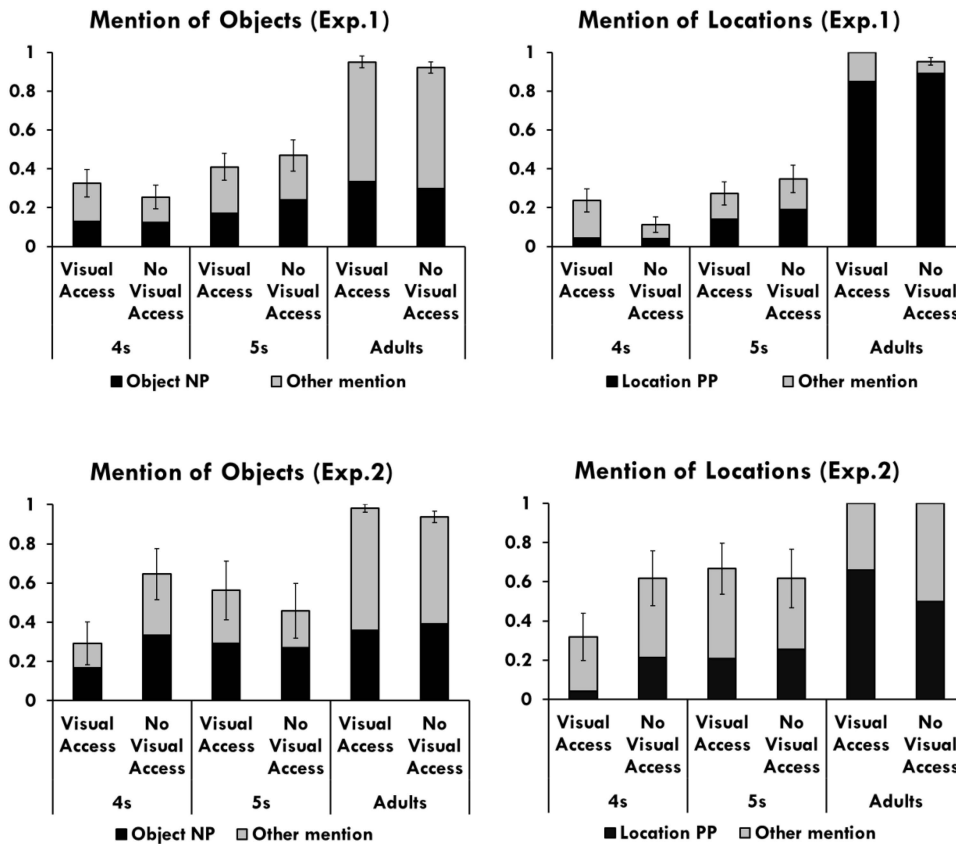 Mention of Objects (Exp.1)
1
0.8
0.6
0.4
0.2
0
Visual Access
No Visual Access
Visual Access
No Visual Access
Visual Access
No Visual Access
4s
5s
Adults
Object NP
Other mention
Mention of Locations (Exp.1)
1
0.8
0.6
0.4
0.2
0
Visual Access
No Visual Access
Visual Access
No Visual Access
Visual Access
No Visual Access
4s
5s
Adults
Location PP
Other mention
Mention of Objects (Exp.2)
1
0.8
0.6
0.4
0.2
0
Visual Access
No Visual Access
Visual Access
No Visual Access
Visual Access
No Visual Access
4s
5s
Adults
Object NP
Other mention
Mention of Locations (Exp.2)
1
0.8
0.6
0.4
0.2
0
Visual Access
No Visual Access
Visual Access
No Visual Access
Visual Access
No Visual Access
4s
5s
Adults
Location PP
Other mention